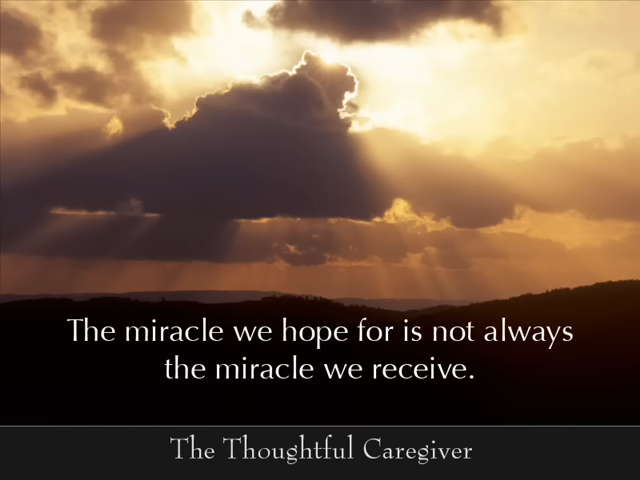 The miracle we hope for is not always
the miracle we receive.
The Thoughtful Caregiver